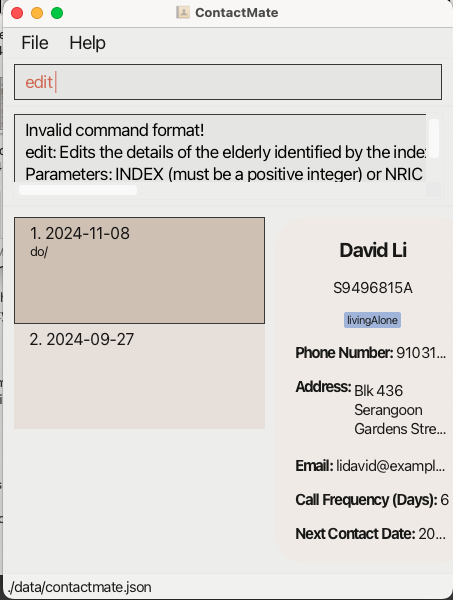 ContactMate
File Help
edit
Invalid command format!
edit: Edits the details of the elderly identified by the inde
Parameters: INDEX (must be a positive integer) or NRIC
1. 2024-11-08
do/
2. 2024-09-27
David Li
S9496815A
livingAlone
Phone Number: 91031...
Address: Blk 436
Serangoon
Gardens Stre...
Email: lidavid@exampl...
Call Frequency (Days): 6
Next Contact Date: 20...
./data/contactmate.json